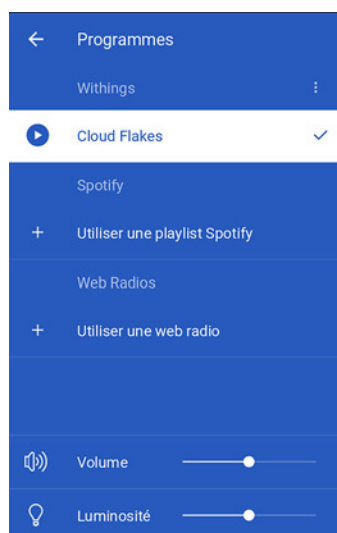 Programmes
Withings
Cloud Flakes
Spotify
Utiliser une playlist Spotify
Web Radios
Utiliser une web radio
Volume
Luminosité